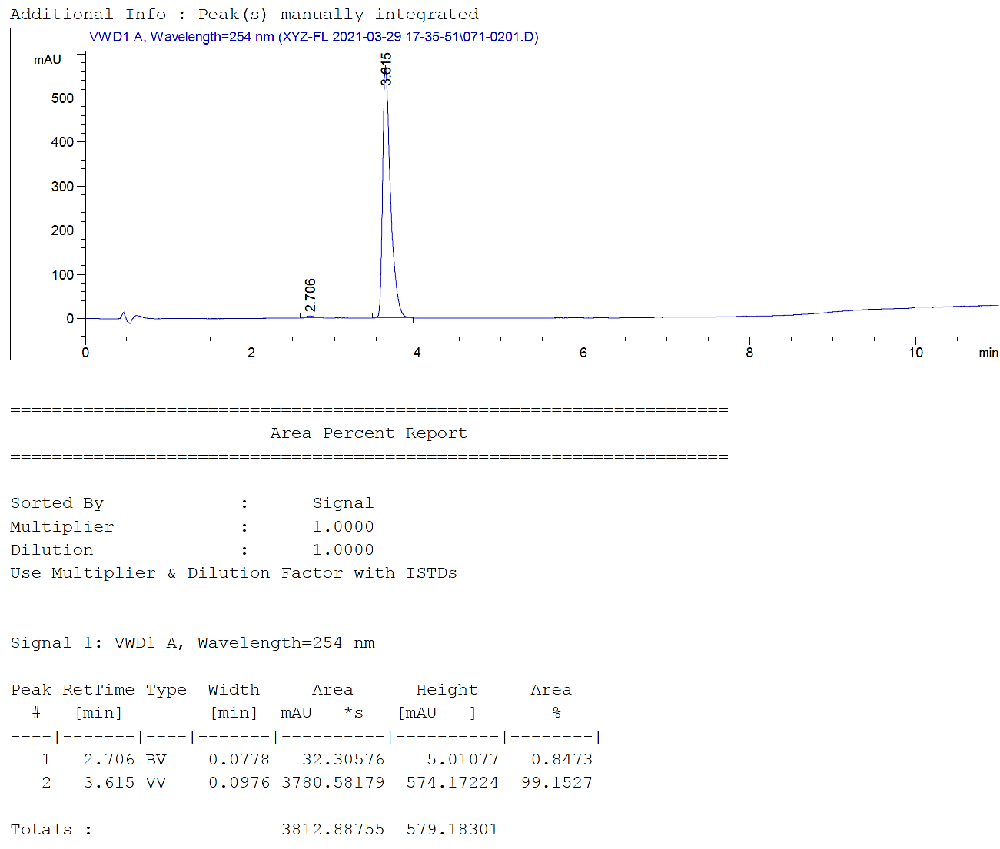 Additional Info : Peak(s) manually integrated
VWD1 A, Wavelength=254 nm (XYZ-FL 2021-03-29 17-35-51\071-0201.D)
mAU
3.615
500
400
300
200
100
2.706
0
0 2 4 6 8 10 min
=====================================================================
Area Percent Report
=====================================================================
Sorted By : Signal
Multiplier : 1.0000
Dilution : 1.0000
Use Multiplier & Dilution Factor with ISTDs
Signal 1: VWD1 A, Wavelength=254 nm
Peak RetTime Type Width Area Height Area
# [min] [min] mAU *s [mAU ] %
----|-------|----|-------|----------|----------|--------|
1 2.706 BV 0.0778 32.30576 5.01077 0.8473
2 3.615 VV 0.0976 3780.58179 574.17224 99.1527
Totals : 3812.88755 579.18301